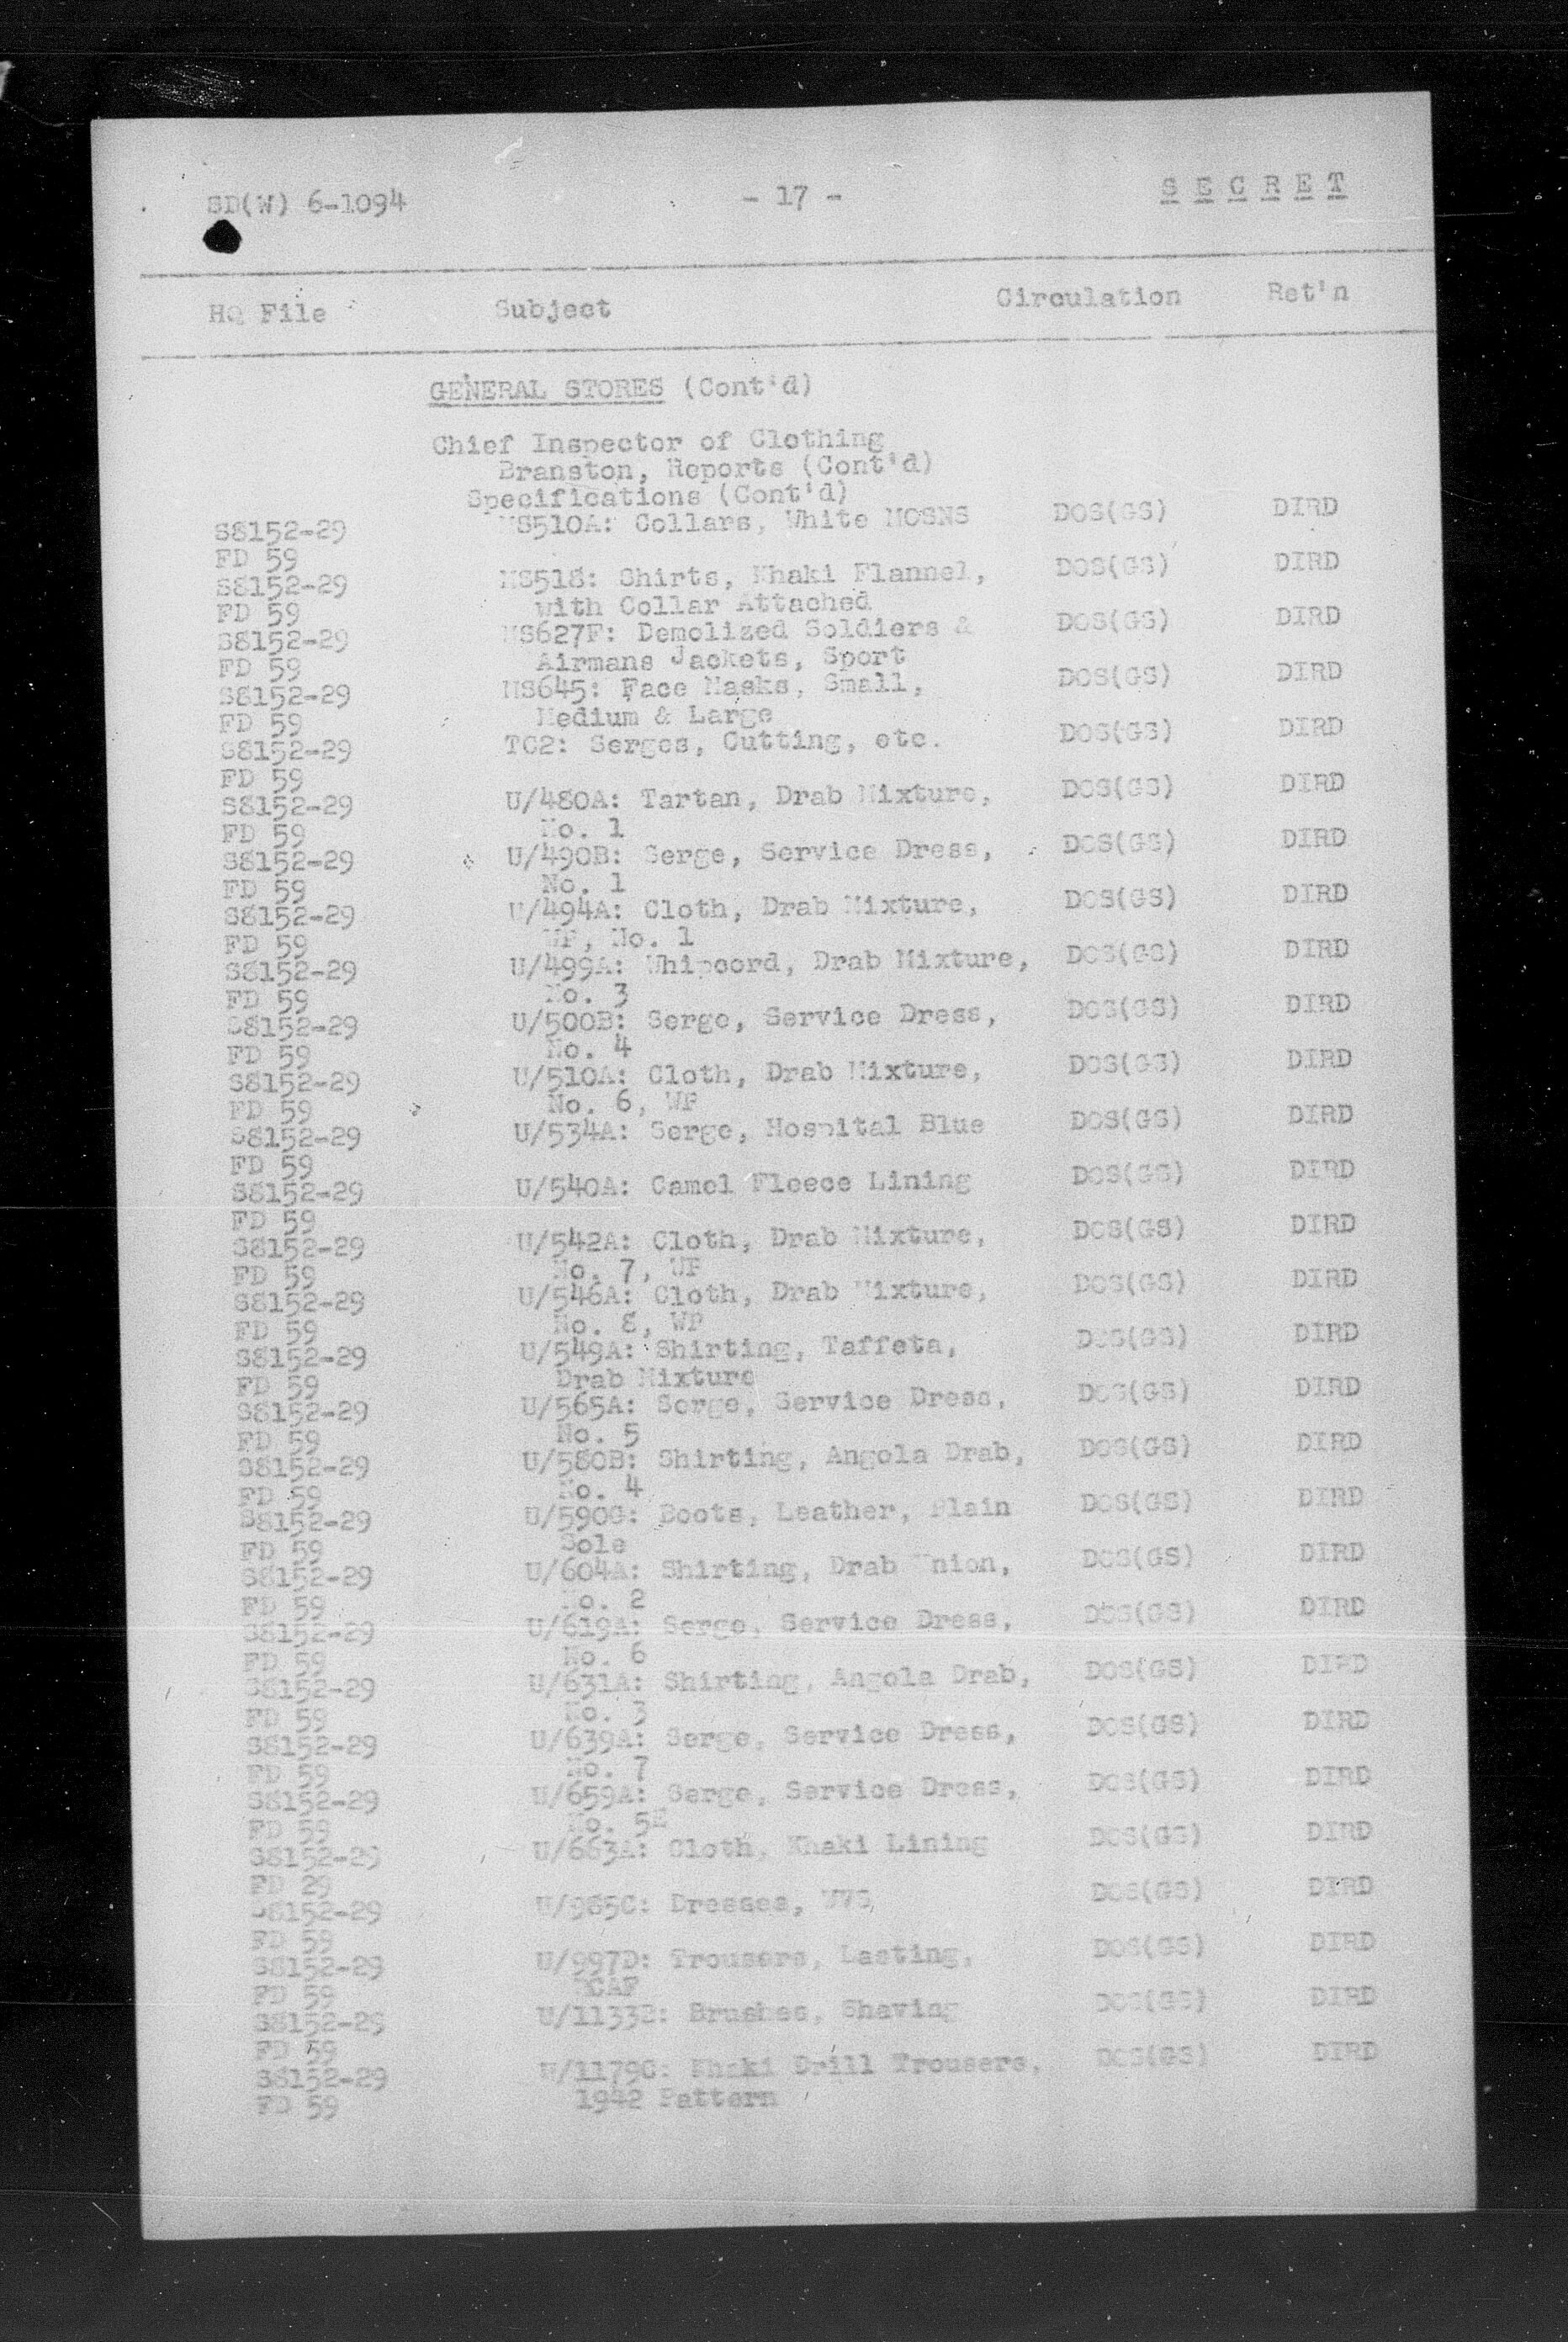 SD(W) 6-1094 - 17 - S E C R E T
HQ File Subject Circulation Ret'n
GENERAL STORES (Cont'd)
Chief Inspector of Clothing
Branston, Reports (Cont'd)
Specifications (Cont'd)
S8152-29 MS510A: Collars, White MOSNS DOS(GS) DIRD
FD 59
S8152-29 MS518: Shirts, Khaki Flannel, DOS(GS) DIRD
FD 59 with Collar Attached
S8152-29 MS627F: Demolized Soldiers & DOS(GS) DIRD
FD 59 Airmans Jackets, Sport
S8152-29 MS645: Face Masks, Small, DOS(GS) DIRD
FD 59 Medium & Large
S8152-29 TC2: Serges, Cutting, etc. DOS(GS) DIRD
FD 59
S8152-29 U/480A: Tartan, Drab Mixture, DOS(GS) DIRD
FD 59 No. 1
S8152-29 U/490B: Serge, Service Dress, DOS(GS) DIRD
FD 59 No. 1
S8152-29 U/494A: Cloth, Drab Mixture, DOS(GS) DIRD
FD 59 WP, No. 1
S8152-29 U/499A: Whipcord, Drab Mixture, DOS(GS) DIRD
FD 59 No. 3
S8152-29 U/500B: Serge, Service Dress, DOS(GS) DIRD
FD 59 No. 4
S8152-29 U/510A: Cloth, Drab Mixture, DOS(GS) DIRD
FD 59 No. 6, WP
S8152-29 U/534A: Serge, Hospital Blue DOS(GS) DIRD
FD 59
S8152-29 U/540A: Camel Fleece Lining DOS(GS) DIRD
FD 59
S8152-29 U/542A: Cloth, Drab Mixture, DOS(GS) DIRD
FD 59 No. 7, WP
S8152-29 U/546A: Cloth, Drab Mixture, DOS(GS) DIRD
FD 59 No. 8, WP
S8152-29 U/549A: Shirting, Taffeta, DOS(GS) DIRD
FD 59 Drab Mixture
S8152-29 U/565A: Serge, Service Dress, DOS(GS) DIRD
FD 59 No. 5
S8152-29 U/580B: Shirting, Angola Drab, DOS(GS) DIRD
FD 59 No. 4
S8152-29 U/590G: Boots, Leather, Plain DOS(GS) DIRD
FD 59 Sole
S8152-29 U/604A: Shirting, Drab Union, DOS(GS) DIRD
FD 59 No. 2
S8152-29 U/619A: Serge, Service Dress, DOS(GS) DIRD
FD 59 No. 6
S8152-29 U/631A: Shirting, Angola Drab, DOS(GS) DIRD
FD 59 No. 3
S8152-29 U/639A: Serge, Service Dress, DOS(GS) DIRD
FD 59 No. 7
S8152-29 U/659A: Serge, Service Dress, DOS(GS) DIRD
FD 59 No. 5E
S8152-29 U/663A: Cloth, Khaki Lining DOS(GS) DIRD
FD 29
S8152-29 U/985C: Dresses, DOS(GS) DIRD
FD 59
S8152-29 U/997D: Trousers, Lasting, DOS(GS) DIRD
FD 59
S8152-29 U/1133B: Brushes, Shaving DOS(GS) DIRD
FD 59
S8152-29 U/1179C: Khaki Drill Trousers, DOS(GS) DIRD
FD 59 1942 Pattern